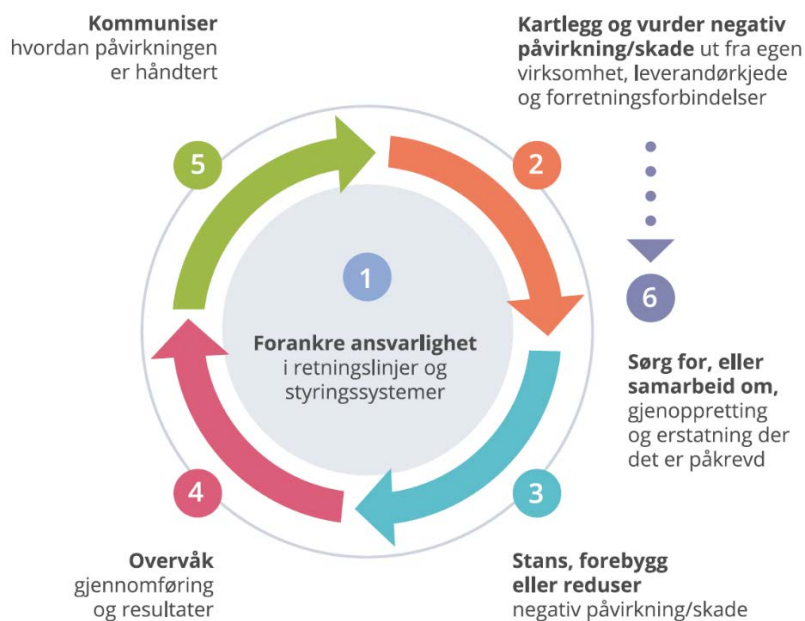 Kommuniser
hvordan påvirkningen
er håndtert
Kartlegg og vurder negativ
påvirkning/skade ut fra egen
virksomhet, leverandørkjede
og forretningsforbindelser
5
2
1
6
Forankre ansvarlighet
i retningslinjer og
styringssystemer
Sørg for, eller
samarbeid om,
gjenoppretting
og erstatning der
det er påkrevd
4
3
Overvåk
gjennomføring
og resultater
Stans, forebygg
eller reduser
negativ påvirkning/skade